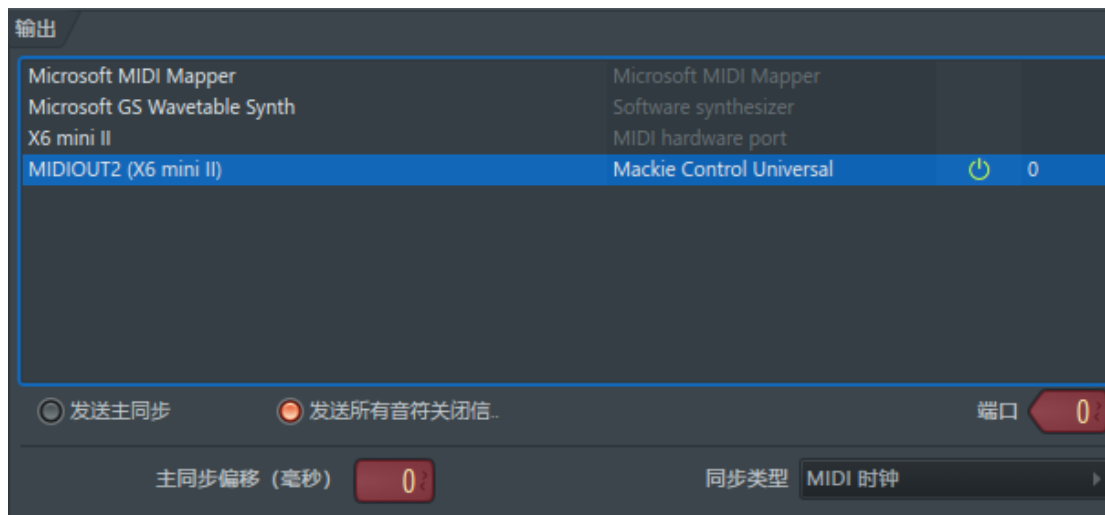 输出
Microsoft MIDI Mapper Microsoft MIDI Mapper
Microsoft GS Wavetable Synth Software synthesizer
X6 mini II MIDI hardware port
MIDIOUT2 (X6 mini II) Mackie Control Universal 0
发送主同步 发送所有音符关闭信.. 端口 0
主同步偏移（毫秒） 0 同步类型 MIDI 时钟